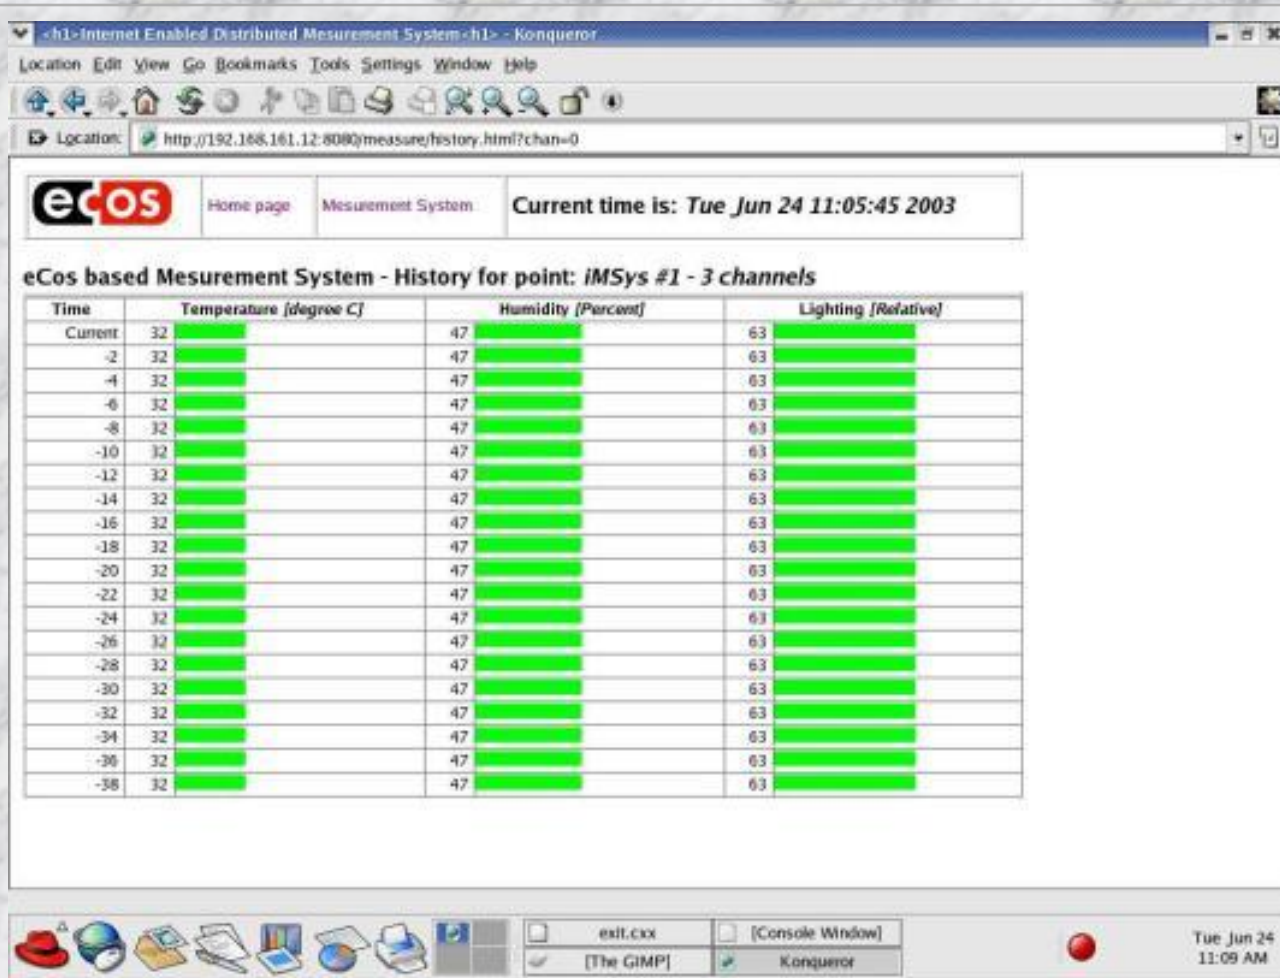 <h1>Internet Enabled Distributed Mesurement System<h1> - Konqueror
Location Edit View Go Bookmarks Tools Settings Window Help
Location: http://192.168.161.12:8080/measure/history.html?chan=0
ecos Home page Mesurement System Current time is: Tue Jun 24 11:05:45 2003
eCos based Mesurement System - History for point: iMSys #1 - 3 channels
Time Temperature [degree C] Humidity [Percent] Lighting [Relative]
Current 32 47 63
-2 32 47 63
-4 32 47 63
-6 32 47 63
-8 32 47 63
-10 32 47 63
-12 32 47 63
-14 32 47 63
-16 32 47 63
-18 32 47 63
-20 32 47 63
-22 32 47 63
-24 32 47 63
-26 32 47 63
-28 32 47 63
-30 32 47 63
-32 32 47 63
-34 32 47 63
-36 32 47 63
-38 32 47 63
exit.cxx [Console Window]
[The GIMP] Konqueror
Tue Jun 24
11:09 AM